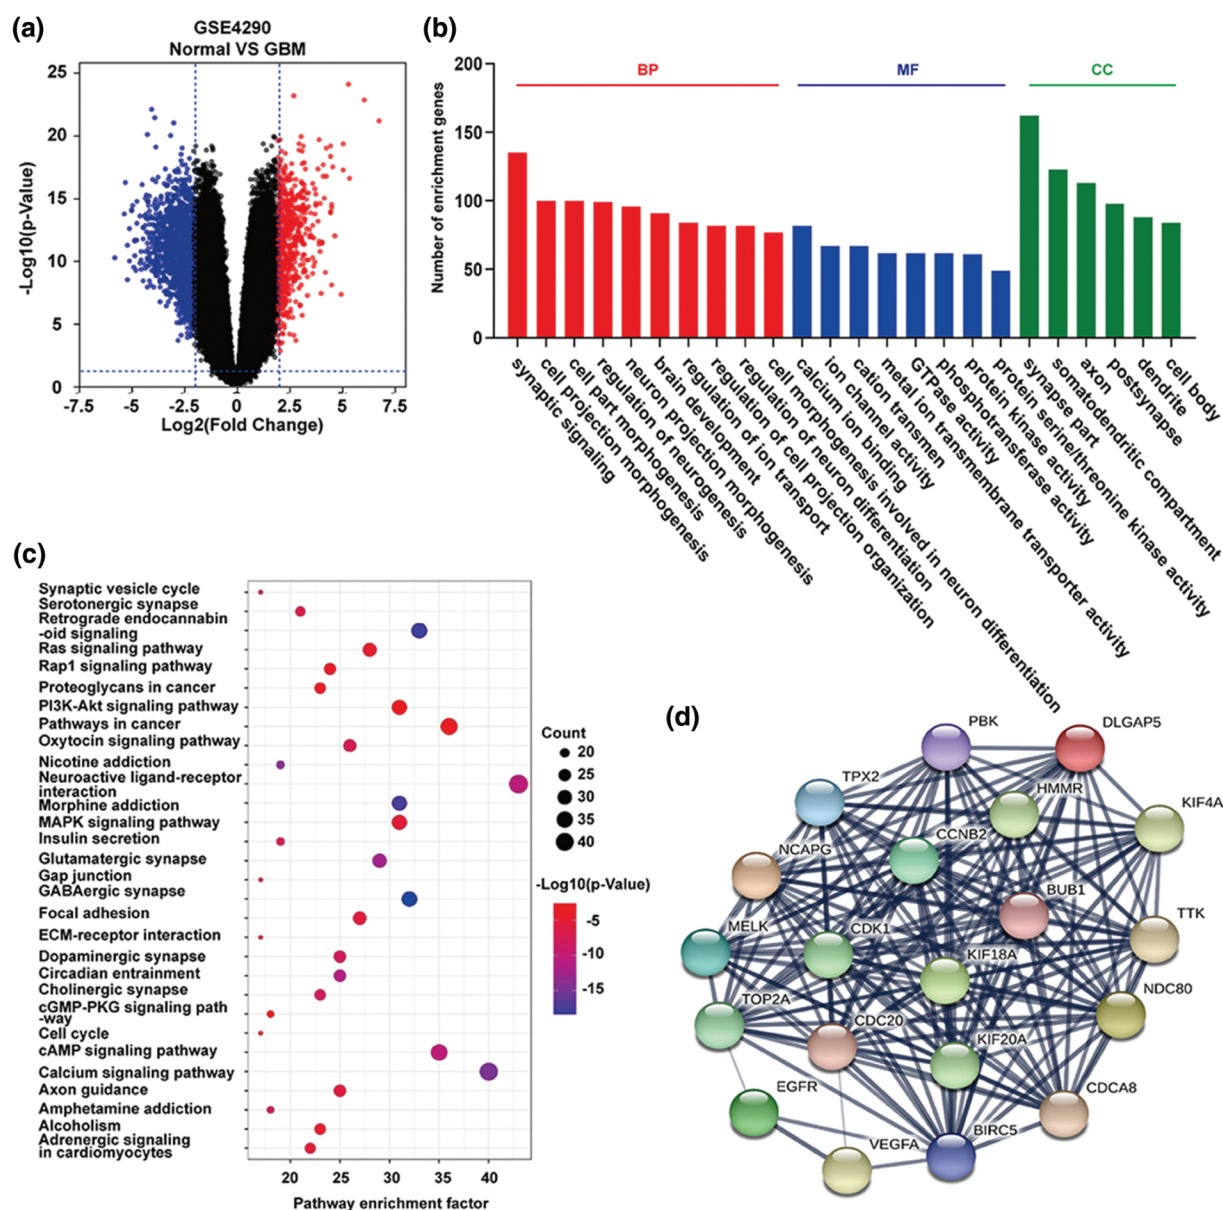 (a)
GSE4290
Normal VS GBM
-Log10(p-Value)
25
20
15
10
5
0
-7.5 -5 -2.5 0 2.5 5 7.5
Log2(Fold Change)
(b)
Number of enrichment genes
200
150
100
50
0
BP MF CC
synaptic signaling
cell projection morphogenesis
cell part morphogenesis
regulation of neurogenesis
neuron projection morphogenesis
brain development
regulation of ion transport
regulation of cell projection organization
regulation of neuron differentiation
cell morphogenesis involved in neuron differentiation
calcium ion binding
ion channel activity
cation transmen
metal ion transmembrane transporter activity
GTPase activity
phosphotransferase activity
protein kinase activity
protein serine/threonine kinase activity
synapse part
somatodendritic compartment
axon
postsynapse
dendrite
cell body
(c)
Synaptic vesicle cycle
Serotonergic synapse
Retrograde endocannabin
-oid signaling
Ras signaling pathway
Rap1 signaling pathway
Proteoglycans in cancer
PI3K-Akt signaling pathway
Pathways in cancer
Oxytocin signaling pathway
Nicotine addiction
Neuroactive ligand-receptor
interaction
Morphine addiction
MAPK signaling pathway
Insulin secretion
Glutamatergic synapse
Gap junction
GABAergic synapse
Focal adhesion
ECM-receptor interaction
Dopaminergic synapse
Circadian entrainment
Cholinergic synapse
cGMP-PKG signaling path
-way
Cell cycle
cAMP signaling pathway
Calcium signaling pathway
Axon guidance
Amphetamine addiction
Alcoholism
Adrenergic signaling
in cardiomyocytes
20 25 30 35 40
Pathway enrichment factor
Count
20
25
30
35
40
-Log10(p-Value)
-5
-10
-15
(d)
PBK
DLGAP5
TPX2
HMMR
KIF4A
CCNB2
NCAPG
BUB1
TTK
MELK
CDK1
KIF18A
NDC80
TOP2A
CDC20
KIF20A
EGFR
CDCA8
VEGFA
BIRC5